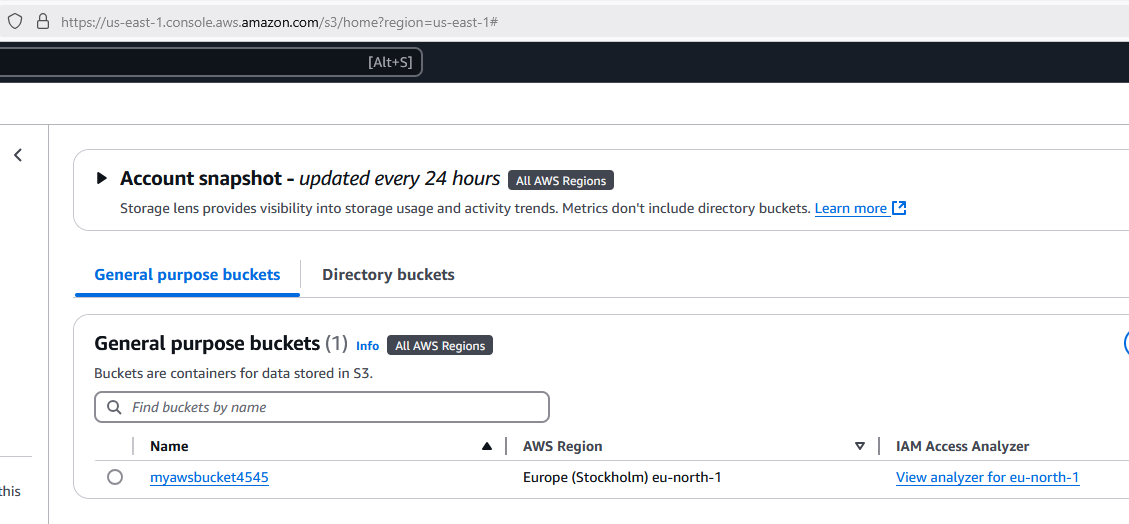 https://us-east-1.console.aws.amazon.com/s3/home?region=us-east-1#
[Alt+S]
Account snapshot - updated every 24 hours All AWS Regions
Storage lens provides visibility into storage usage and activity trends. Metrics don't include directory buckets. Learn more
General purpose buckets Directory buckets
General purpose buckets (1) Info All AWS Regions
Buckets are containers for data stored in S3.
Find buckets by name
Name AWS Region IAM Access Analyzer
myawsbucket4545 Europe (Stockholm) eu-north-1 View analyzer for eu-north-1
this